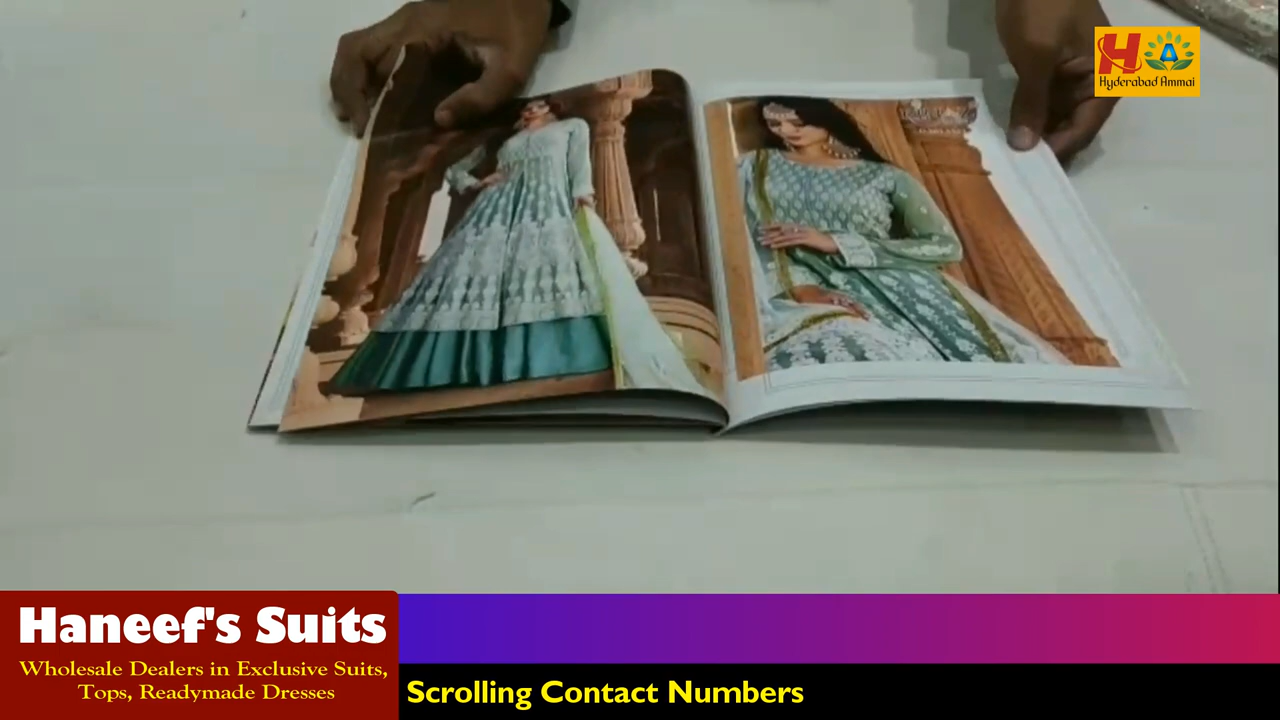 H A
Hyderabad Ammai
Haneef's Suits
Wholesale Dealers in Exclusive Suits,
Tops, Readymade Dresses
Scrolling Contact Numbers